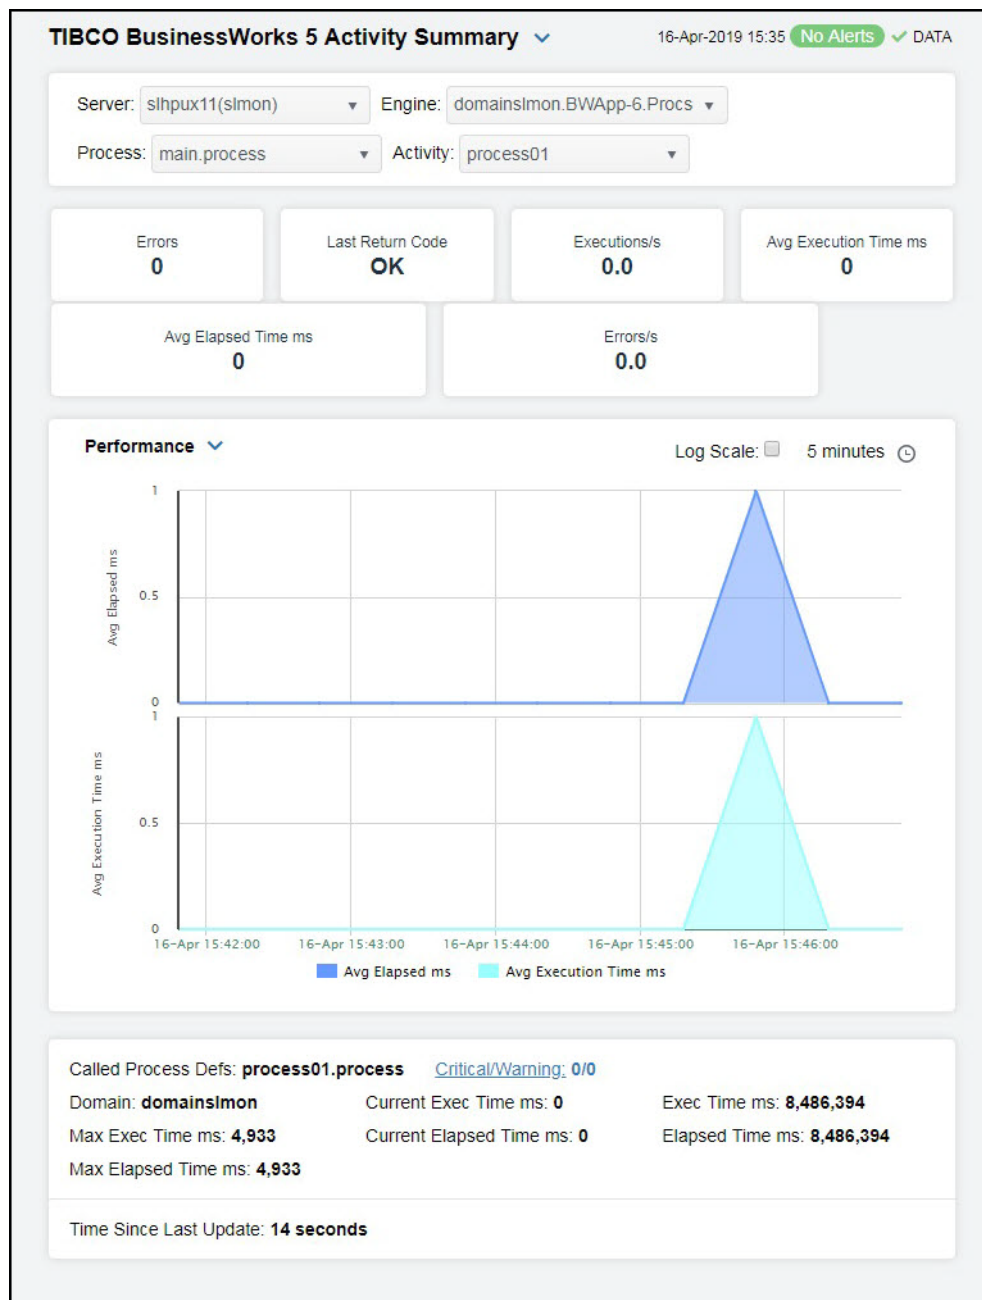 TIBCO BusinessWorks 5 Activity Summary 16-Apr-2019 15:35 No Alerts DATA
Server: slhpux11(slmon) Engine: domainslmon.BWApp-6.Procs
Process: main.process Activity: process01
Errors Last Return Code Executions/s Avg Execution Time ms
0 OK 0.0 0
Avg Elapsed Time ms Errors/s
0 0.0
Performance Log Scale: 5 minutes
1
Avg Elapsed ms
0.5
0
1
Avg Execution Time ms
0.5
0
16-Apr 15:42:00 16-Apr 15:43:00 16-Apr 15:44:00 16-Apr 15:45:00 16-Apr 15:46:00
Avg Elapsed ms Avg Execution Time ms
Called Process Defs: process01.process Critical/Warning: 0/0
Domain: domainslmon Current Exec Time ms: 0 Exec Time ms: 8,486,394
Max Exec Time ms: 4,933 Current Elapsed Time ms: 0 Elapsed Time ms: 8,486,394
Max Elapsed Time ms: 4,933
Time Since Last Update: 14 seconds